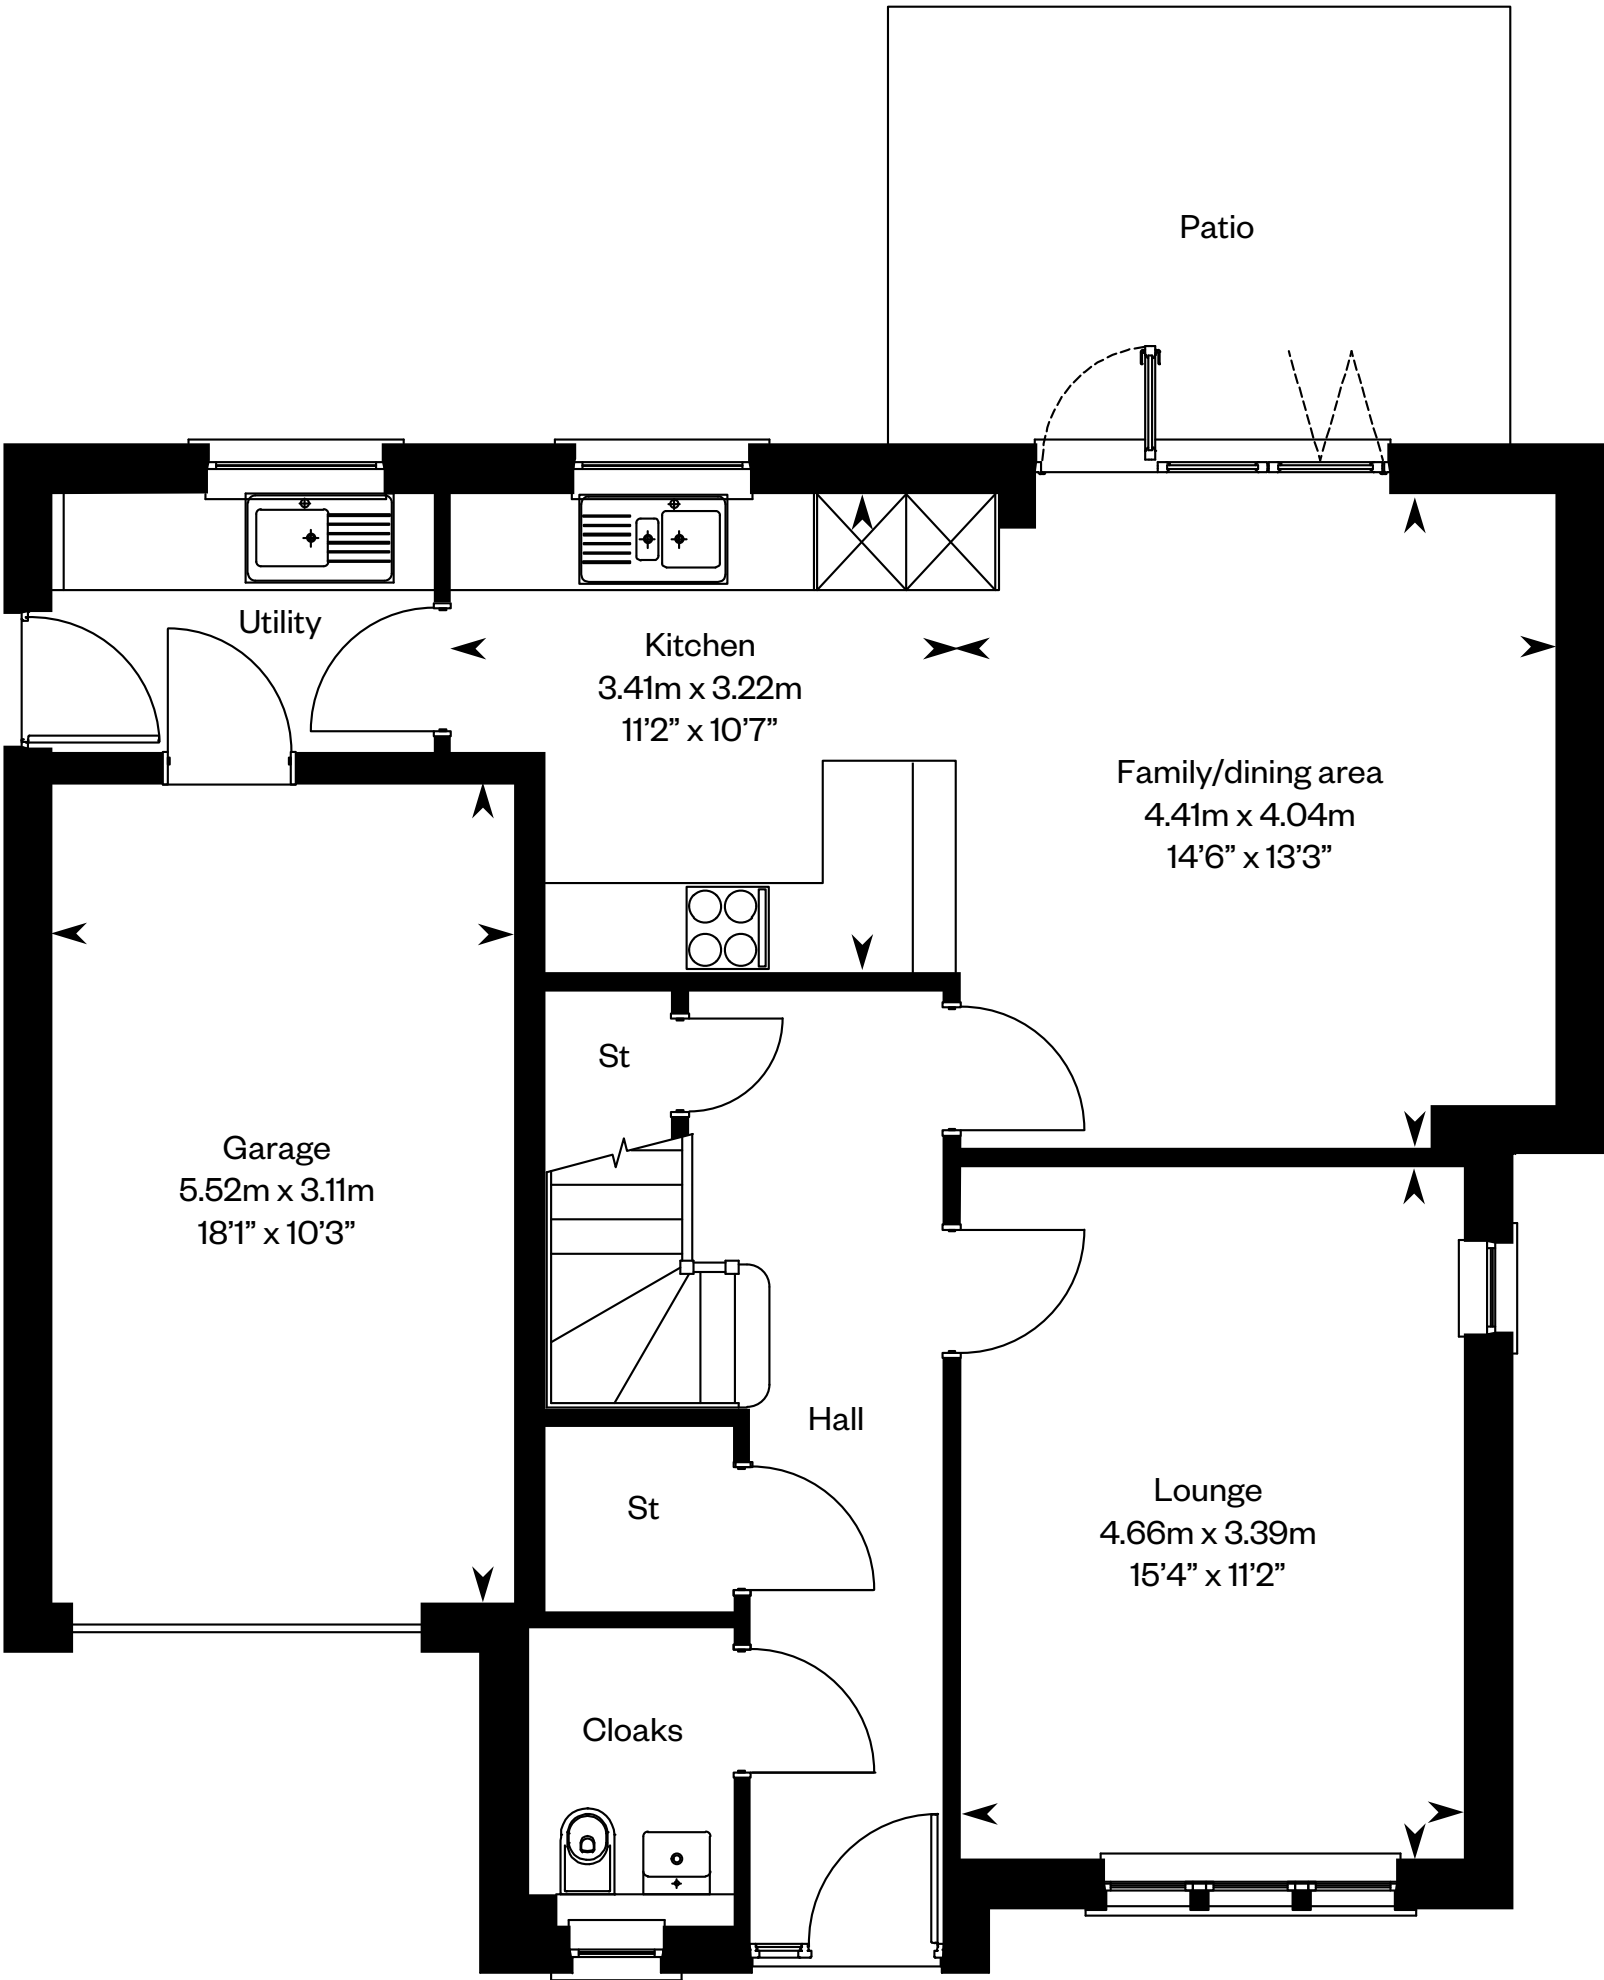 Patio
Utility
Kitchen
3.41m x 3.22m
11’2” x 10’7”
Family/dining area
4.41m x 4.04m
14’6” x 13’3”
St
Garage
5.52m x 3.11m
18’1” x 10’3”
Hall
Lounge
4.66m x 3.39m
15’4” x 11’2”
St
Cloaks